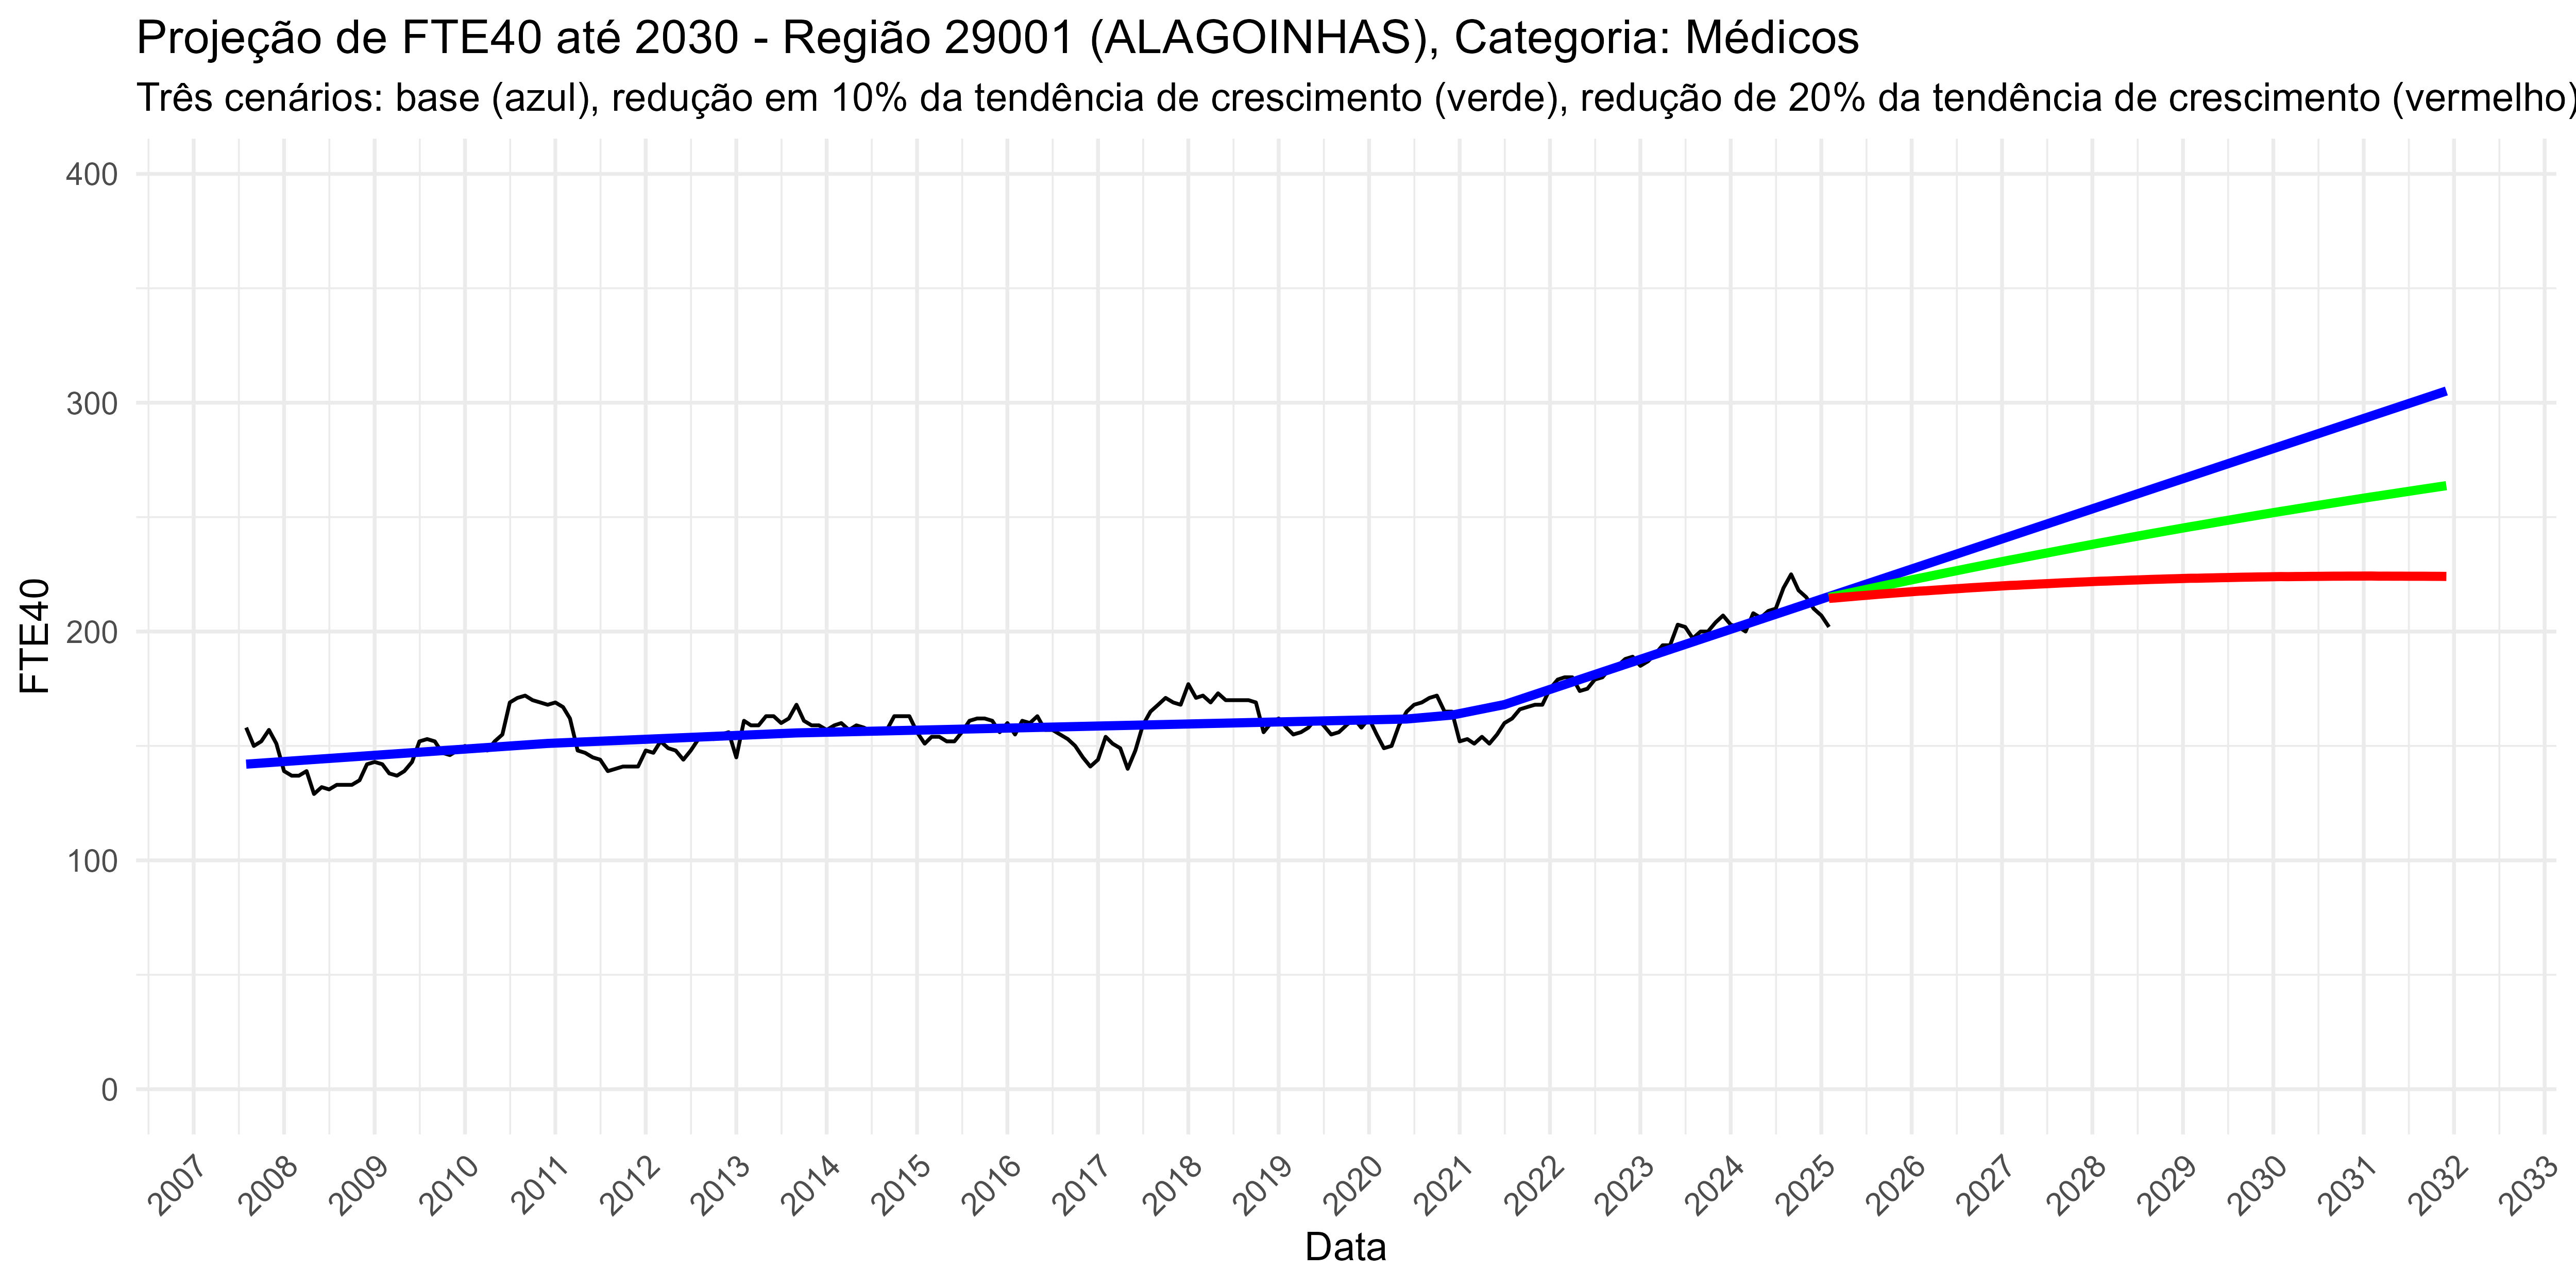 Projeção de FTE40 até 2030 - Região 29001 (ALAGOINHAS), Categoria: Médicos
Três cenários: base (azul), redução em 10% da tendência de crescimento (verde), redução de 20% da tendência de crescimento (vermelho)
400
300
200
100
0
FTE40
2007 2008 2009 2010 2011 2012 2013 2014 2015 2016 2017 2018 2019 2020 2021 2022 2023 2024 2025 2026 2027 2028 2029 2030 2031 2032 2033
Data